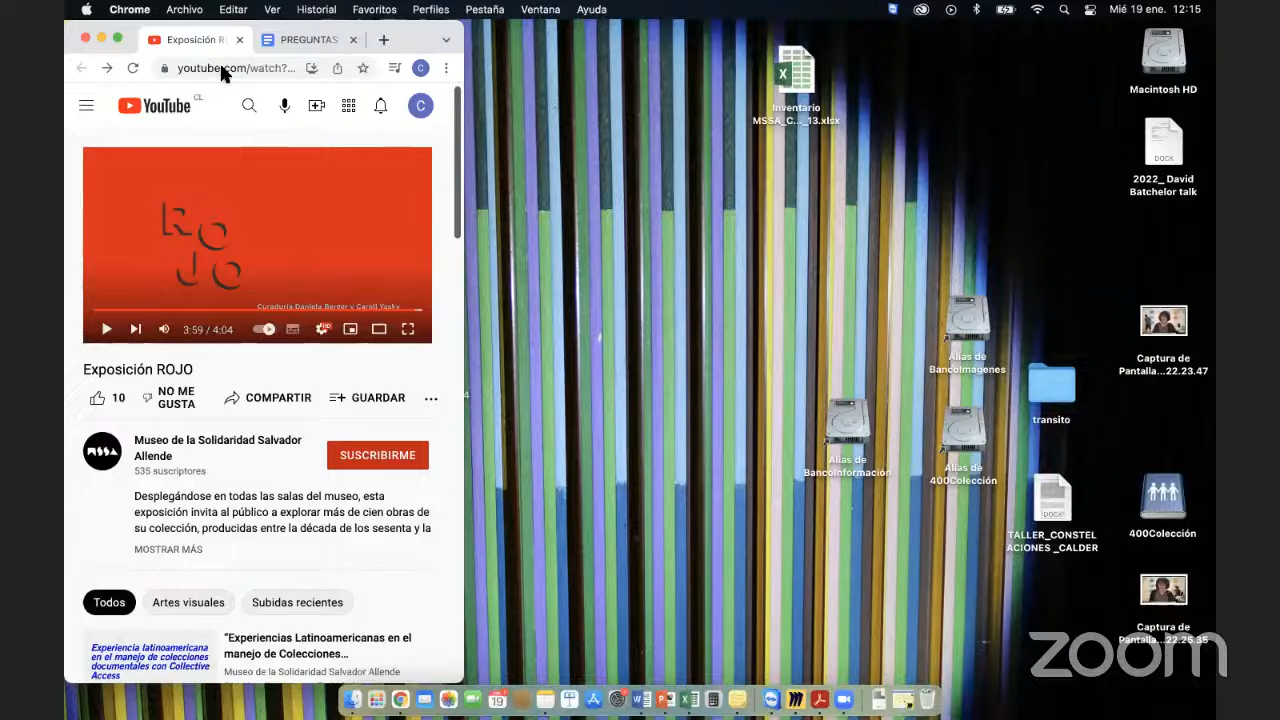 Chrome Archivo Editar Ver Historial Favoritos Perfiles Pestaña Ventana Ayuda
Mié 19 ene. 12:15
Exposición R
PREGUNTAS
youtube.com/watch?...
C
YouTube CL
C
ROJO
Curaduría Daniela Berger y Caroll Yasky
3:59 / 4:04
Exposición ROJO
10
NO ME GUSTA
COMPARTIR
GUARDAR
mssa
Museo de la Solidaridad Salvador
Allende
535 suscriptores
SUSCRIBIRME
Desplegándose en todas las salas del museo, esta
exposición invita al público a explorar más de cien obras de
su colección, producidas entre la década de los sesenta y la
MOSTRAR MÁS
Todos
Artes visuales
Subidas recientes
Experiencia latinoamericana
en el manejo de colecciones
documentales con Collective
Access
“Experiencias Latinoamericanas en el
manejo de Colecciones...
Museo de la Solidaridad Salvador Allende
Inventario
MSSA_C..._13.xlsx
Macintosh HD
DOCX
2022_ David
Batchelor talk
Alias de
BancoImagenes
Captura de
Pantalla...22.23.47
transito
Alias de
BancoInformación
Alias de
400Colección
DOCX
TALLER_CONSTEL
ACIONES _CALDER
400Colección
Captura de
Pantalla...22.25.35
zoom
19